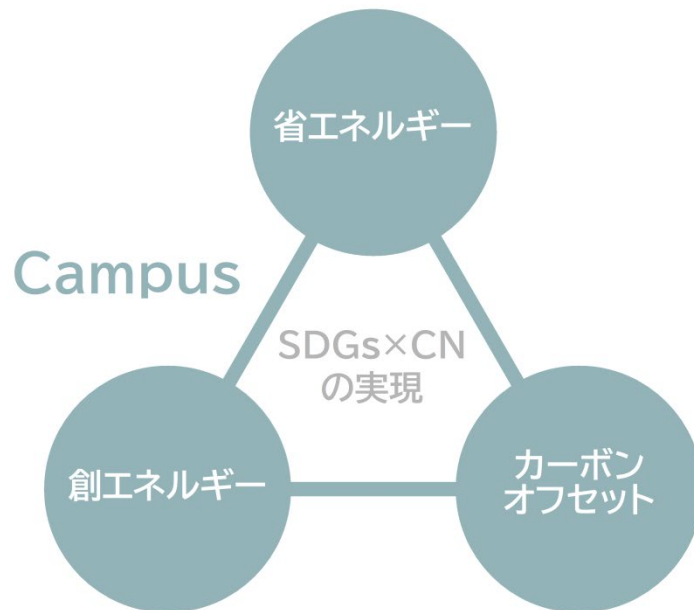 省エネルギー
Campus
SDGs×CN
の実現
創エネルギー
カーボン
オフセット